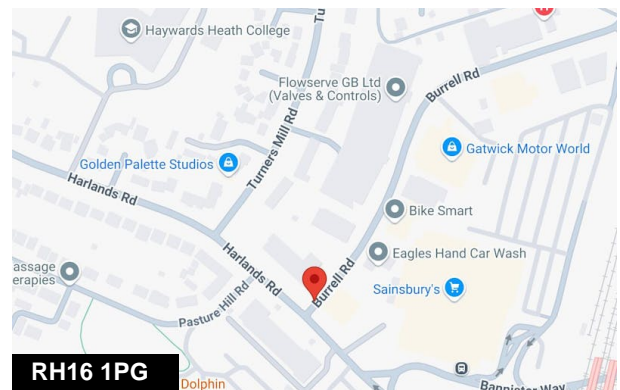 Haywards Heath College
Tu
Flowserve GB Ltd
(Valves & Controls)
Burrell Rd
Turners Mill Rd
Golden Palette Studios
Gatwick Motor World
Harlands Rd
Bike Smart
Eagles Hand Car Wash
assage
erapies
Harlands Rd
Burrell Rd
Sainsbury's
Pasture Hill Rd
RH16 1PG
Dolphin
Bannister Way